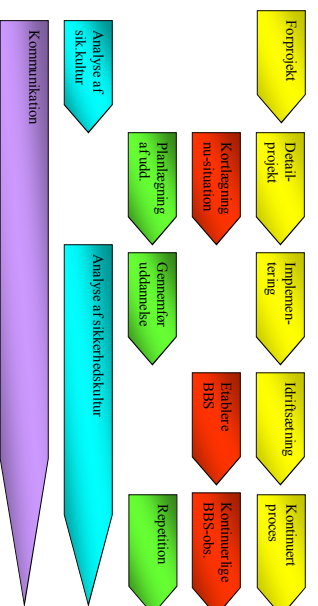 Forprojekt
Detail-
projekt
Implemen-
tering
Idriftsætning
Kontinuert
proces
Kortlægning
nu-situation
Etablere
BBS
Kontinuerlige
BBS-obs.
Planlægning
af udd.
Gennemfør
uddannelse
Repetition
Analyse af
sik.kultur
Analyse af sikkerhedskultur
Kommunikation